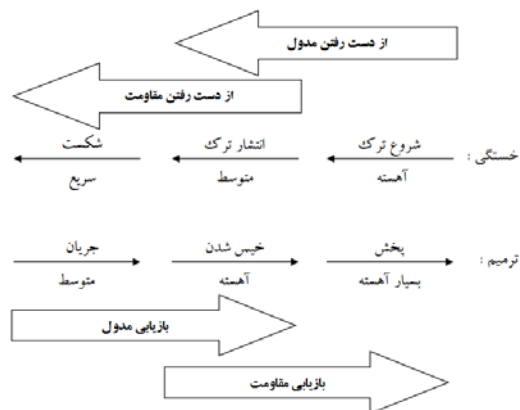 از دست رفتن مدول
از دست رفتن مقاومت
خستگی : شروع ترک انتشار ترک شکست
آهسته متوسط سریع
ترمیم : پخش خیس شدن جریان
بسیار آهسته آهسته متوسط
بازیابی مدول
بازیابی مقاومت